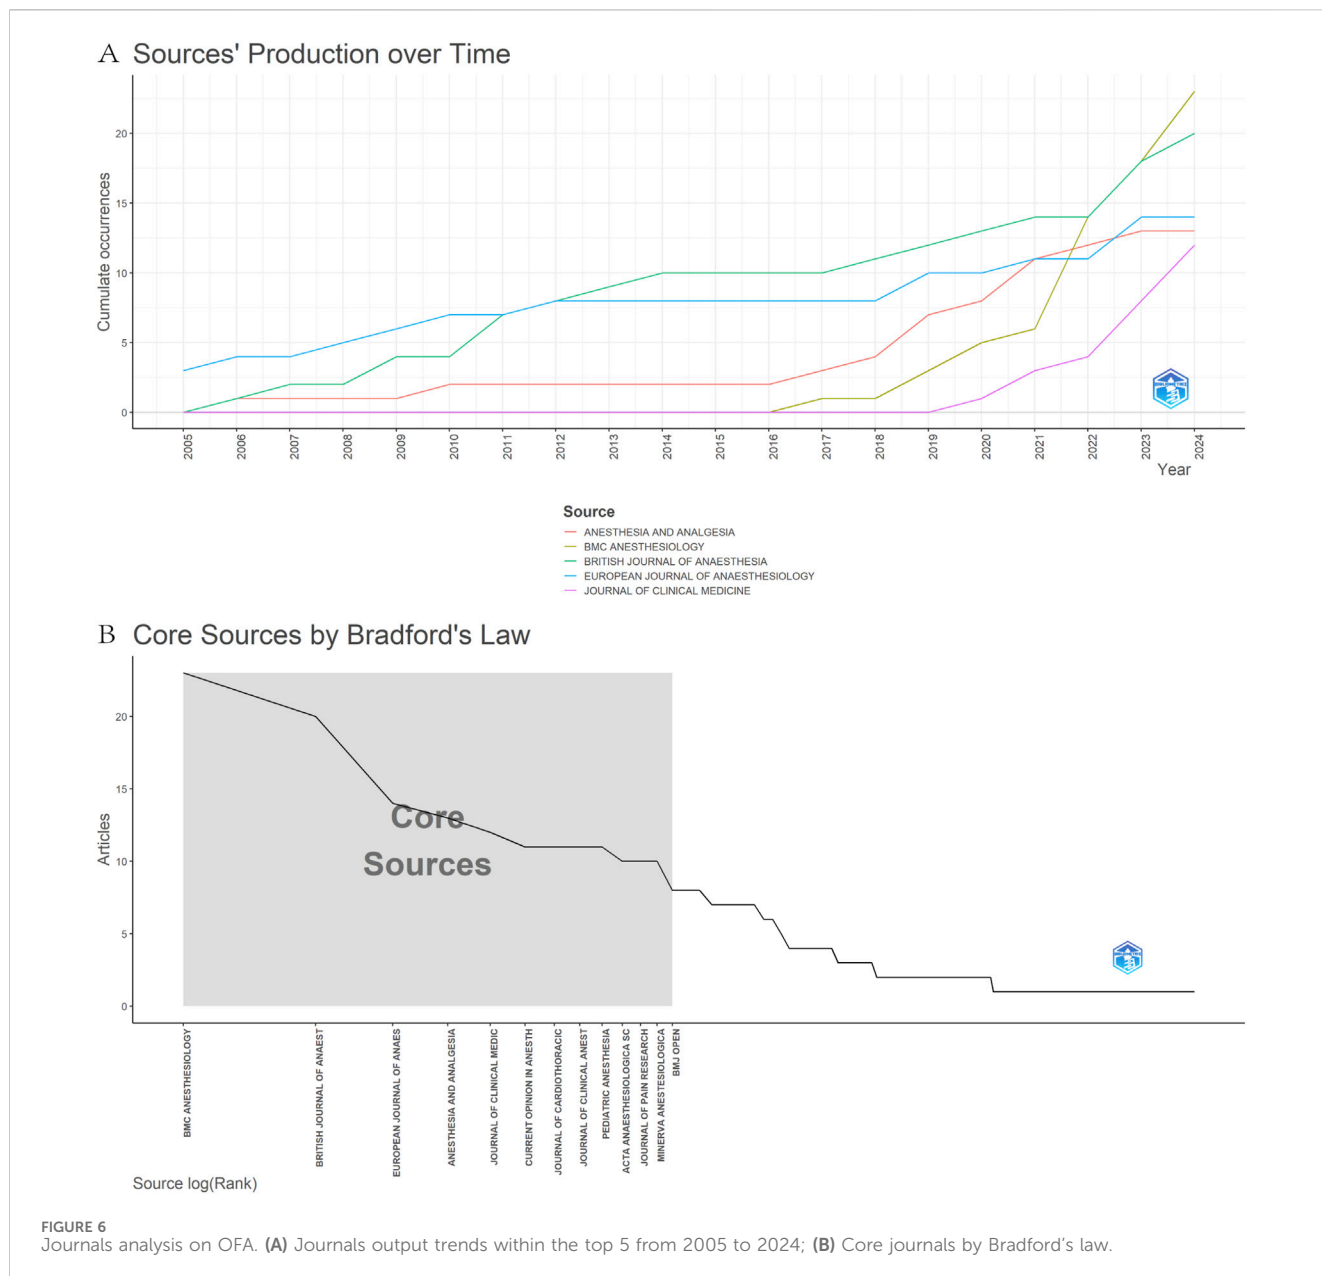 A Sources' Production over Time
Cumulate occurrences
20
15
10
5
0
2005
2006
2007
2008
2009
2010
2011
2012
2013
2014
2015
2016
2017
2018
2019
2020
2021
2022
2023
2024
Year
Source
ANESTHESIA AND ANALGESIA
BMC ANESTHESIOLOGY
BRITISH JOURNAL OF ANAESTHESIA
EUROPEAN JOURNAL OF ANAESTHESIOLOGY
JOURNAL OF CLINICAL MEDICINE
B Core Sources by Bradford's Law
Articles
20
15
10
5
0
Core
Sources
BMC ANESTHESIOLOGY
BRITISH JOURNAL OF ANAEST
EUROPEAN JOURNAL OF ANAES
ANESTHESIA AND ANALGESIA
JOURNAL OF CLINICAL MEDIC
CURRENT OPINION IN ANESTH
JOURNAL OF CARDIOTHORACIC
JOURNAL OF CLINICAL ANEST
PEDIATRIC ANESTHESIA
ACTA ANAESTHESIOLOGICA SC
JOURNAL OF PAIN RESEARCH
MINERVA ANESTESIOLOGICA
BMJ OPEN
Source log(Rank)
FIGURE 6
Journals analysis on OFA. (A) Journals output trends within the top 5 from 2005 to 2024; (B) Core journals by Bradford's law.